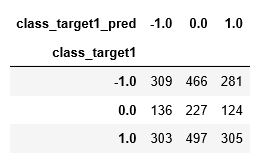 class_target1_pred -1.0 0.0 1.0
class_target1
-1.0 309 466 281
0.0 136 227 124
1.0 303 497 305